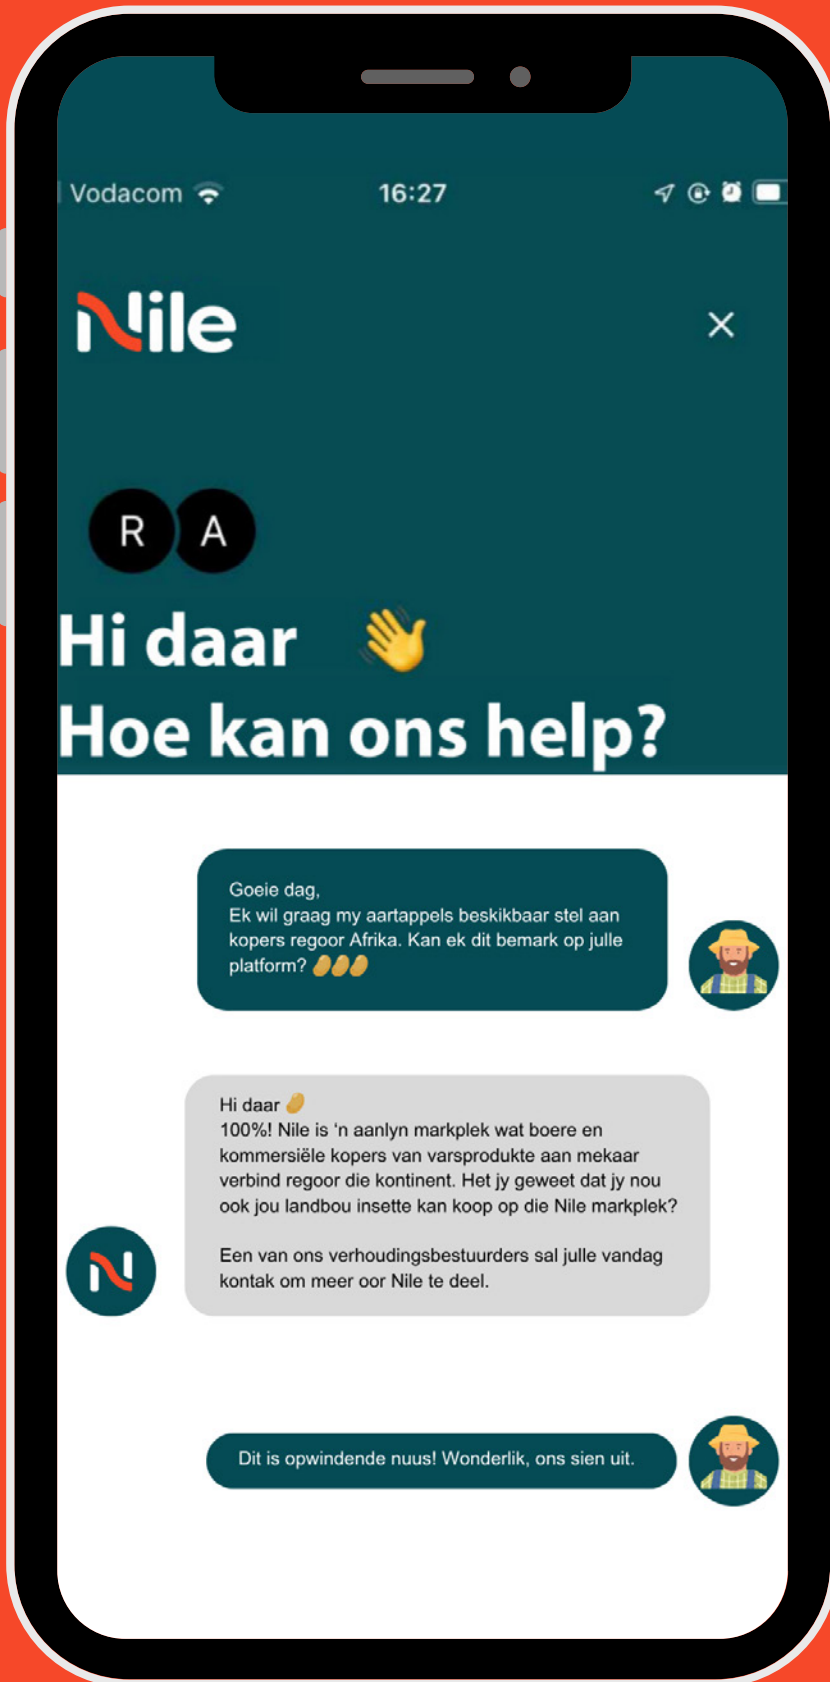 Vodacom
16:27
Nile
R A
Hi daar 👋
Hoe kan ons help?
Goeie dag,
Ek wil graag my aartappels beskikbaar stel aan
kopers regoor Afrika. Kan ek dit bemark op julle
platform? 🥔🥔🥔
Hi daar 🥔
100%! Nile is 'n aanlyn markplek wat boere en
kommersiële kopers van varsprodukte aan mekaar
verbind regoor die kontinent. Het jy geweet dat jy nou
ook jou landbou insette kan koop op die Nile markplek?
Een van ons verhoudingsbestuurders sal julle vandag
kontak om meer oor Nile te deel.
N
Dit is opwindende nuus! Wonderlik, ons sien uit.